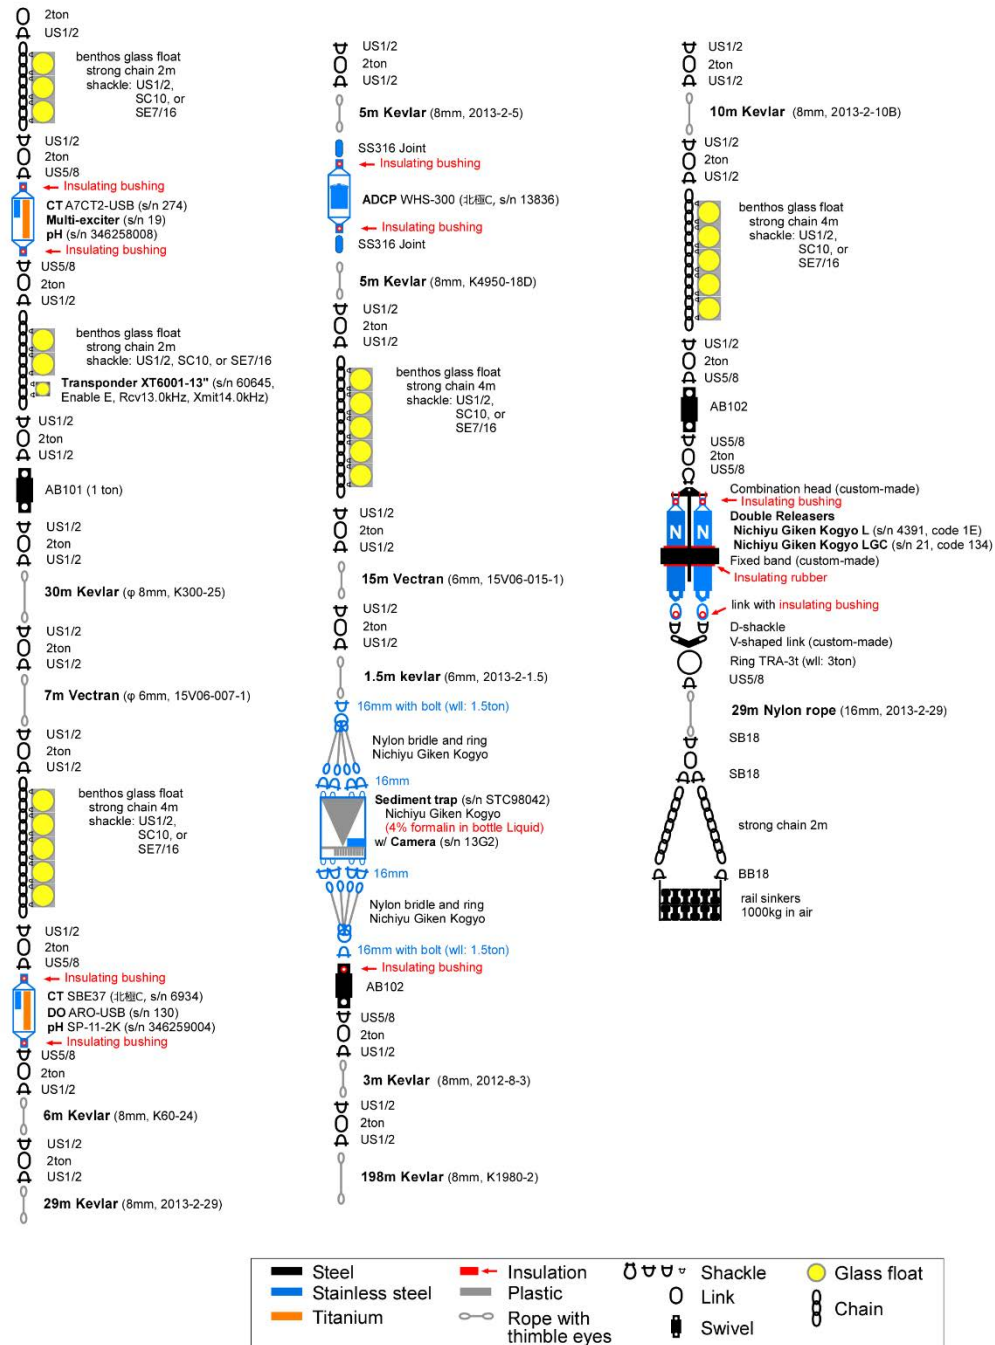 2ton
US1/2
benthos glass float
strong chain 2m
shackle: US1/2,
SC10, or
SE7/16
US1/2
2ton
US5/8
Insulating bushing
CT A7CT2-USB (s/n 274)
Multi-exciter (s/n 19)
pH (s/n 346258008)
Insulating bushing
US5/8
2ton
US1/2
benthos glass float
strong chain 2m
shackle: US1/2, SC10, or SE7/16
Transponder XT6001-13" (s/n 60645,
Enable E, Rcv13.0kHz, Xmit14.0kHz)
US1/2
2ton
US1/2
AB101 (1 ton)
US1/2
2ton
US1/2
30m Kevlar (φ 8mm, K300-25)
US1/2
2ton
US1/2
7m Vectran (φ 6mm, 15V06-007-1)
US1/2
2ton
US1/2
benthos glass float
strong chain 4m
shackle: US1/2,
SC10, or
SE7/16
US1/2
2ton
US5/8
Insulating bushing
CT SBE37 (北極C, s/n 6934)
DO ARO-USB (s/n 130)
pH SP-11-2K (s/n 346259004)
Insulating bushing
US5/8
2ton
US1/2
6m Kevlar (8mm, K60-24)
US1/2
2ton
US1/2
29m Kevlar (8mm, 2013-2-29)
US1/2
2ton
US1/2
5m Kevlar (8mm, 2013-2-5)
SS316 Joint
Insulating bushing
ADCP WHS-300 (北極C, s/n 13836)
Insulating bushing
SS316 Joint
5m Kevlar (8mm, K4950-18D)
US1/2
2ton
US1/2
benthos glass float
strong chain 4m
shackle: US1/2,
SC10, or
SE7/16
US1/2
2ton
US1/2
15m Vectran (6mm, 15V06-015-1)
US1/2
2ton
US1/2
1.5m kevlar (6mm, 2013-2-1.5)
16mm with bolt (wll: 1.5ton)
Nylon bridle and ring
Nichiyu Giken Kogyo
16mm
Sediment trap (s/n STC98042)
Nichiyu Giken Kogyo
(4% formalin in bottle Liquid)
w/ Camera (s/n 13G2)
16mm
Nylon bridle and ring
Nichiyu Giken Kogyo
16mm with bolt (wll: 1.5ton)
Insulating bushing
AB102
US5/8
2ton
US1/2
3m Kevlar (8mm, 2012-8-3)
US1/2
2ton
US1/2
198m Kevlar (8mm, K1980-2)
US1/2
2ton
US1/2
10m Kevlar (8mm, 2013-2-10B)
US1/2
2ton
US1/2
benthos glass float
strong chain 4m
shackle: US1/2,
SC10, or
SE7/16
US1/2
2ton
US5/8
AB102
US5/8
2ton
US5/8
Combination head (custom-made)
Insulating bushing
Double Releasers
N N
Nichiyu Giken Kogyo L (s/n 4391, code 1E)
Nichiyu Giken Kogyo LGC (s/n 21, code 134)
Fixed band (custom-made)
Insulating rubber
link with insulating bushing
D-shackle
V-shaped link (custom-made)
Ring TRA-3t (wll: 3ton)
US5/8
29m Nylon rope (16mm, 2013-2-29)
SB18
SB18
strong chain 2m
BB18
rail sinkers
1000kg in air
Steel
Stainless steel
Titanium
Insulation
Plastic
Rope with
thimble eyes
Shackle
Link
Swivel
Glass float
Chain